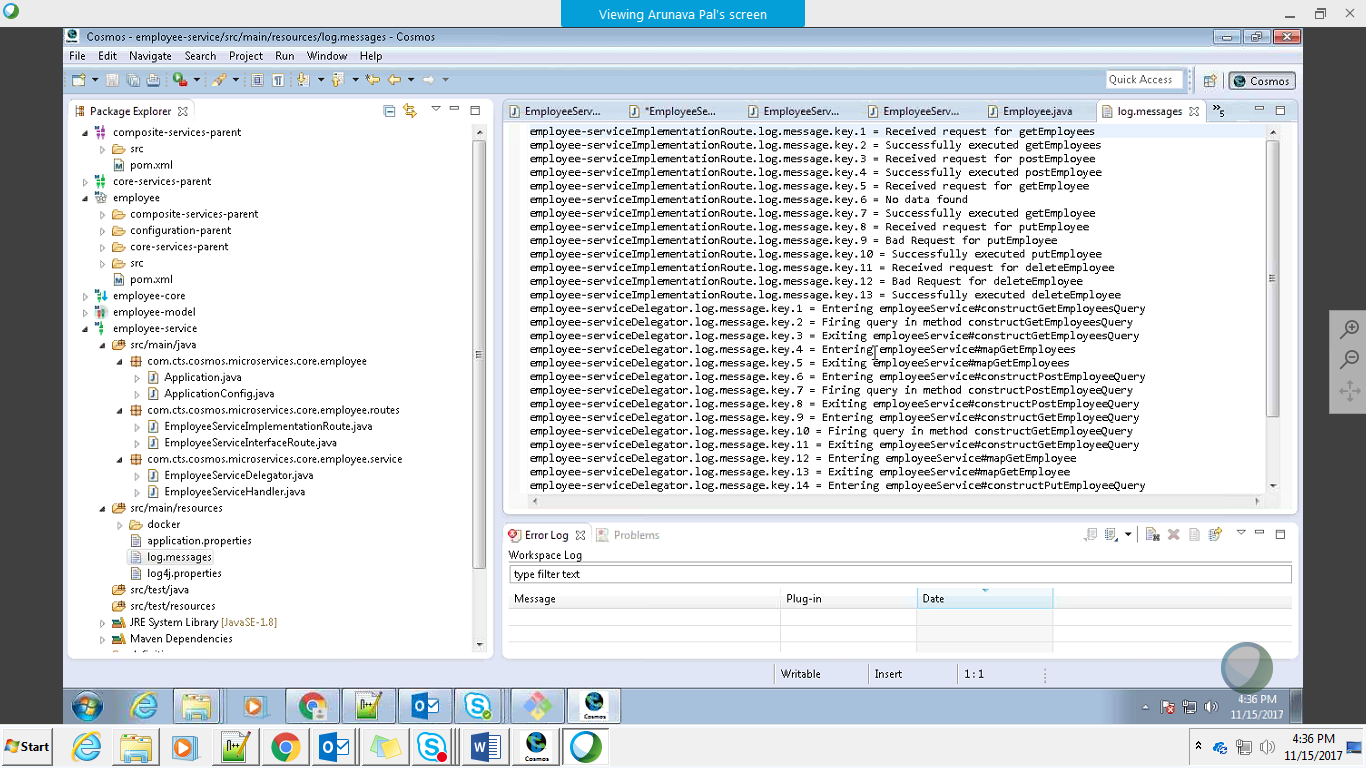 Viewing Arunava Pal's screen
Cosmos - employee-service/src/main/resources/log.messages - Cosmos
File Edit Navigate Search Project Run Window Help
Quick Access
Cosmos
Package Explorer
composite-services-parent
src
pom.xml
core-services-parent
employee
composite-services-parent
configuration-parent
core-services-parent
src
pom.xml
employee-core
employee-model
employee-service
src/main/java
com.cts.cosmos.microservices.core.employee
Application.java
ApplicationConfig.java
com.cts.cosmos.microservices.core.employee.routes
EmployeeServiceImplementationRoute.java
EmployeeServiceInterfaceRoute.java
com.cts.cosmos.microservices.core.employee.service
EmployeeServiceDelegator.java
EmployeeServiceHandler.java
src/main/resources
docker
application.properties
log.messages
log4j.properties
src/test/java
src/test/resources
JRE System Library [JavaSE-1.8]
Maven Dependencies
EmployeeServ... *EmployeeSe... EmployeeServ... EmployeeServ... Employee.java log.messages »5
employee-serviceImplementationRoute.log.message.key.1 = Received request for getEmployees
employee-serviceImplementationRoute.log.message.key.2 = Successfully executed getEmployees
employee-serviceImplementationRoute.log.message.key.3 = Received request for postEmployee
employee-serviceImplementationRoute.log.message.key.4 = Successfully executed postEmployee
employee-serviceImplementationRoute.log.message.key.5 = Received request for getEmployee
employee-serviceImplementationRoute.log.message.key.6 = No data found
employee-serviceImplementationRoute.log.message.key.7 = Successfully executed getEmployee
employee-serviceImplementationRoute.log.message.key.8 = Received request for putEmployee
employee-serviceImplementationRoute.log.message.key.9 = Bad Request for putEmployee
employee-serviceImplementationRoute.log.message.key.10 = Successfully executed putEmployee
employee-serviceImplementationRoute.log.message.key.11 = Received request for deleteEmployee
employee-serviceImplementationRoute.log.message.key.12 = Bad Request for deleteEmployee
employee-serviceImplementationRoute.log.message.key.13 = Successfully executed deleteEmployee
employee-serviceDelegator.log.message.key.1 = Entering employeeService#constructGetEmployeesQuery
employee-serviceDelegator.log.message.key.2 = Firing query in method constructGetEmployeesQuery
employee-serviceDelegator.log.message.key.3 = Exiting employeeService#constructGetEmployeesQuery
employee-serviceDelegator.log.message.key.4 = Entering employeeService#mapGetEmployees
employee-serviceDelegator.log.message.key.5 = Exiting employeeService#mapGetEmployees
employee-serviceDelegator.log.message.key.6 = Entering employeeService#constructPostEmployeeQuery
employee-serviceDelegator.log.message.key.7 = Firing query in method constructPostEmployeeQuery
employee-serviceDelegator.log.message.key.8 = Exiting employeeService#constructPostEmployeeQuery
employee-serviceDelegator.log.message.key.9 = Entering employeeService#constructGetEmployeeQuery
employee-serviceDelegator.log.message.key.10 = Firing query in method constructGetEmployeeQuery
employee-serviceDelegator.log.message.key.11 = Exiting employeeService#constructGetEmployeeQuery
employee-serviceDelegator.log.message.key.12 = Entering employeeService#mapGetEmployee
employee-serviceDelegator.log.message.key.13 = Exiting employeeService#mapGetEmployee
employee-serviceDelegator.log.message.key.14 = Entering employeeService#constructPutEmployeeQuery
Error Log Problems
Workspace Log
type filter text
Message Plug-in Date
Writable Insert 1 : 1
Cosmos
4:36 PM
11/15/2017
Start
Cosmos
4:36 PM
11/15/2017